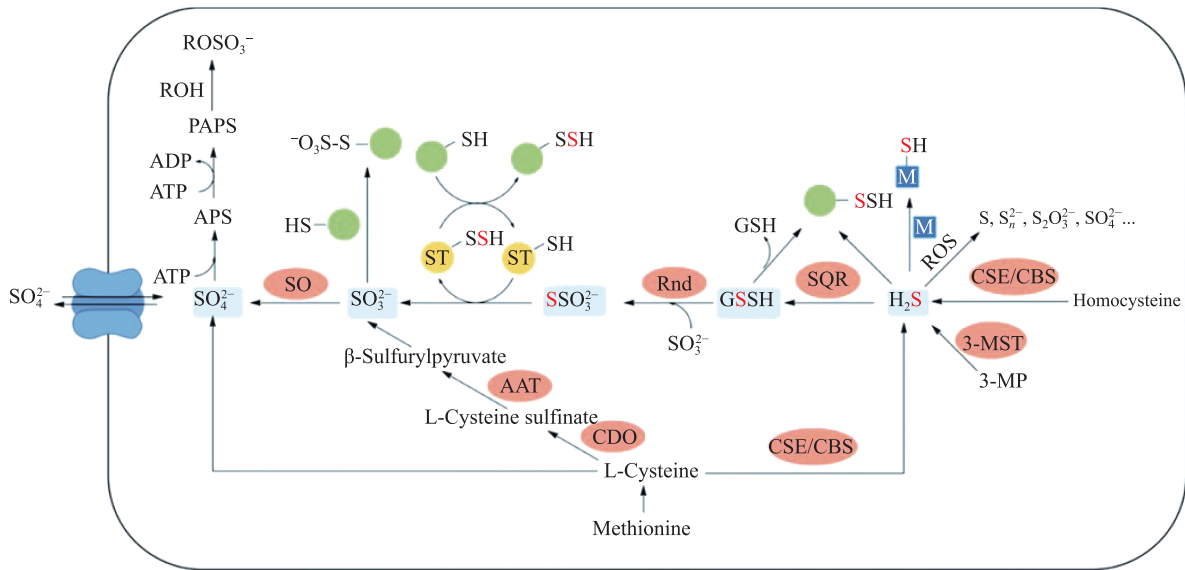 ROSO₃⁻
ROH
PAPS
ADP
ATP
APS
ATP
SO₄²⁻
SO₄²⁻
SO
SO₃²⁻
⁻O₃S-S
HS
SH
SSH
ST
SSH
ST
SH
SSO₃²⁻
Rnd
SO₃²⁻
GSSH
GSH
SSH
SQR
SH
M
M
ROS
S, Sₙ²⁻, S₂O₃²⁻, SO₄²⁻...
H₂S
CSE/CBS
Homocysteine
3-MST
3-MP
β-Sulfurylpyruvate
AAT
L-Cysteine sulfinate
CDO
CSE/CBS
L-Cysteine
Methionine